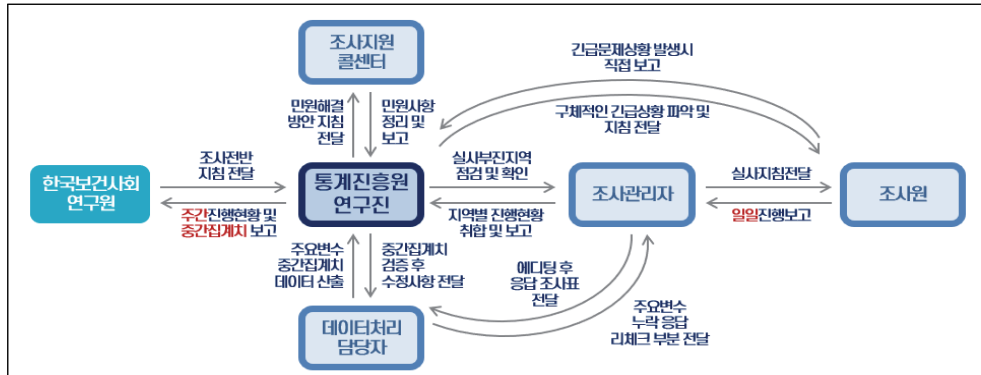 조사지원
콜센터
긴급문제상황 발생시
직접 보고
민원해결
방안 지침
전달
민원사항
정리 및
보고
구체적인 긴급상황 파악 및
지침 전달
조사전반
지침 전달
실사부진지역
점검 및 확인
실사지침전달
한국보건사회
연구원
통계진흥원
연구진
조사관리자
조사원
주간진행현황 및
중간집계치 보고
지역별 진행현황
취합 및 보고
일일진행보고
주요변수
중간집계치
데이터 산출
중간집계치
검증 후
수정사항 전달
에디팅 후
응답 조사표
전달
주요변수
누락 응답
리체크 부분 전달
데이터처리
담당자